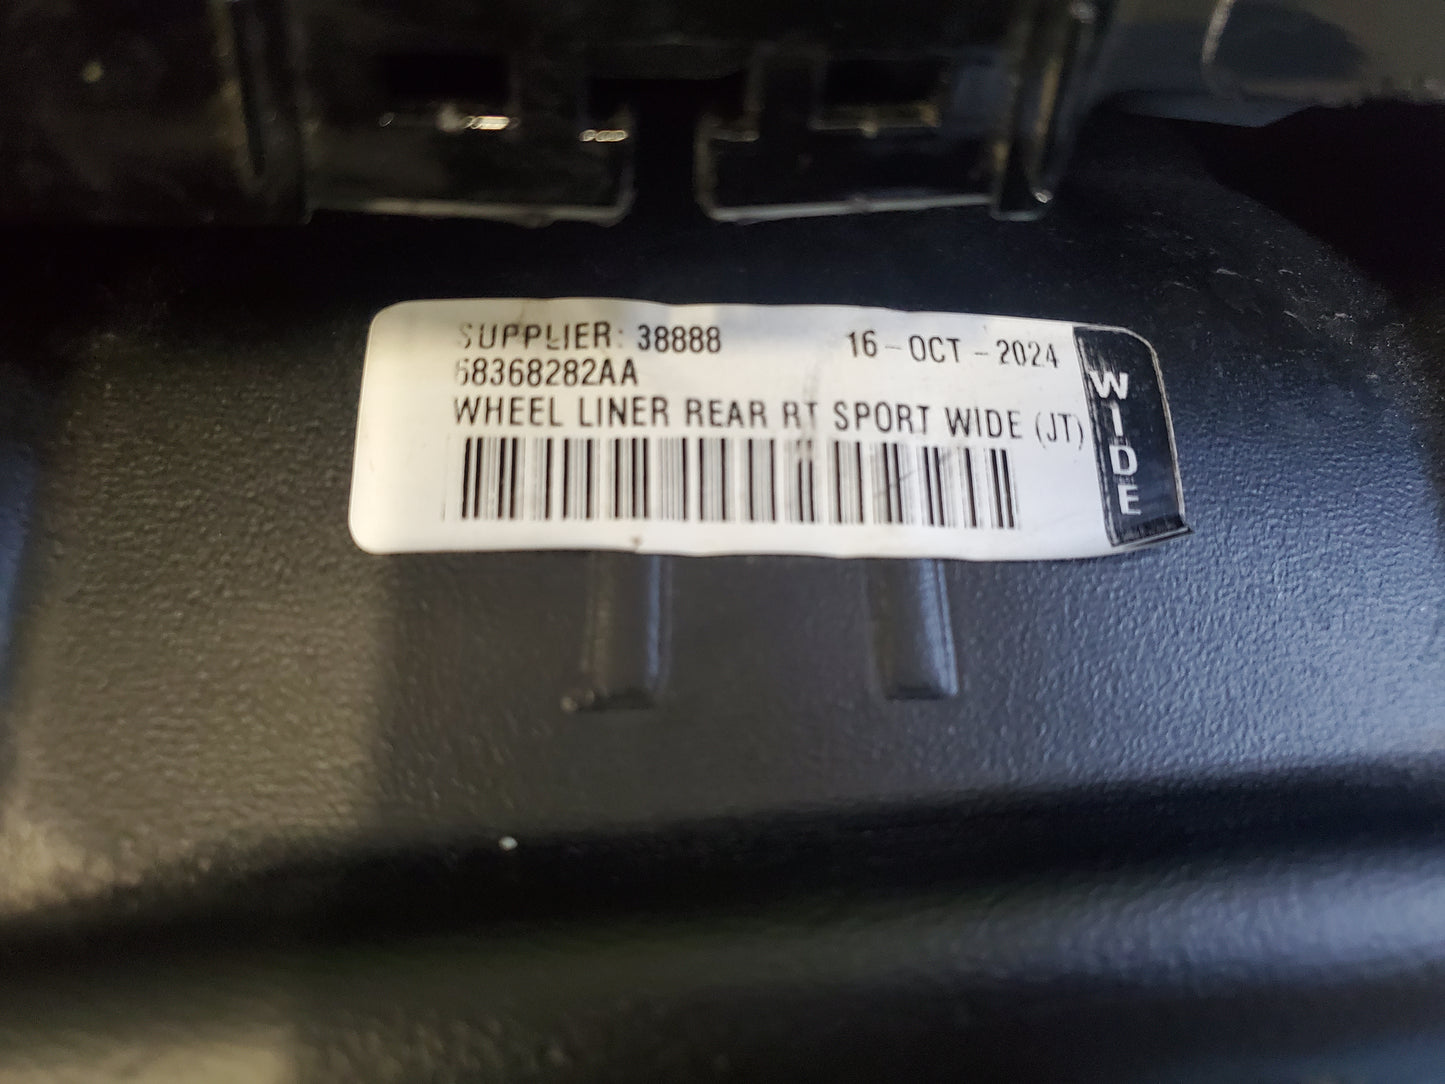 SUPPLIER: 38888 16-OCT-2024
68368282AA
WHEEL LINER REAR RT SPORT WIDE (JT)
WIDE